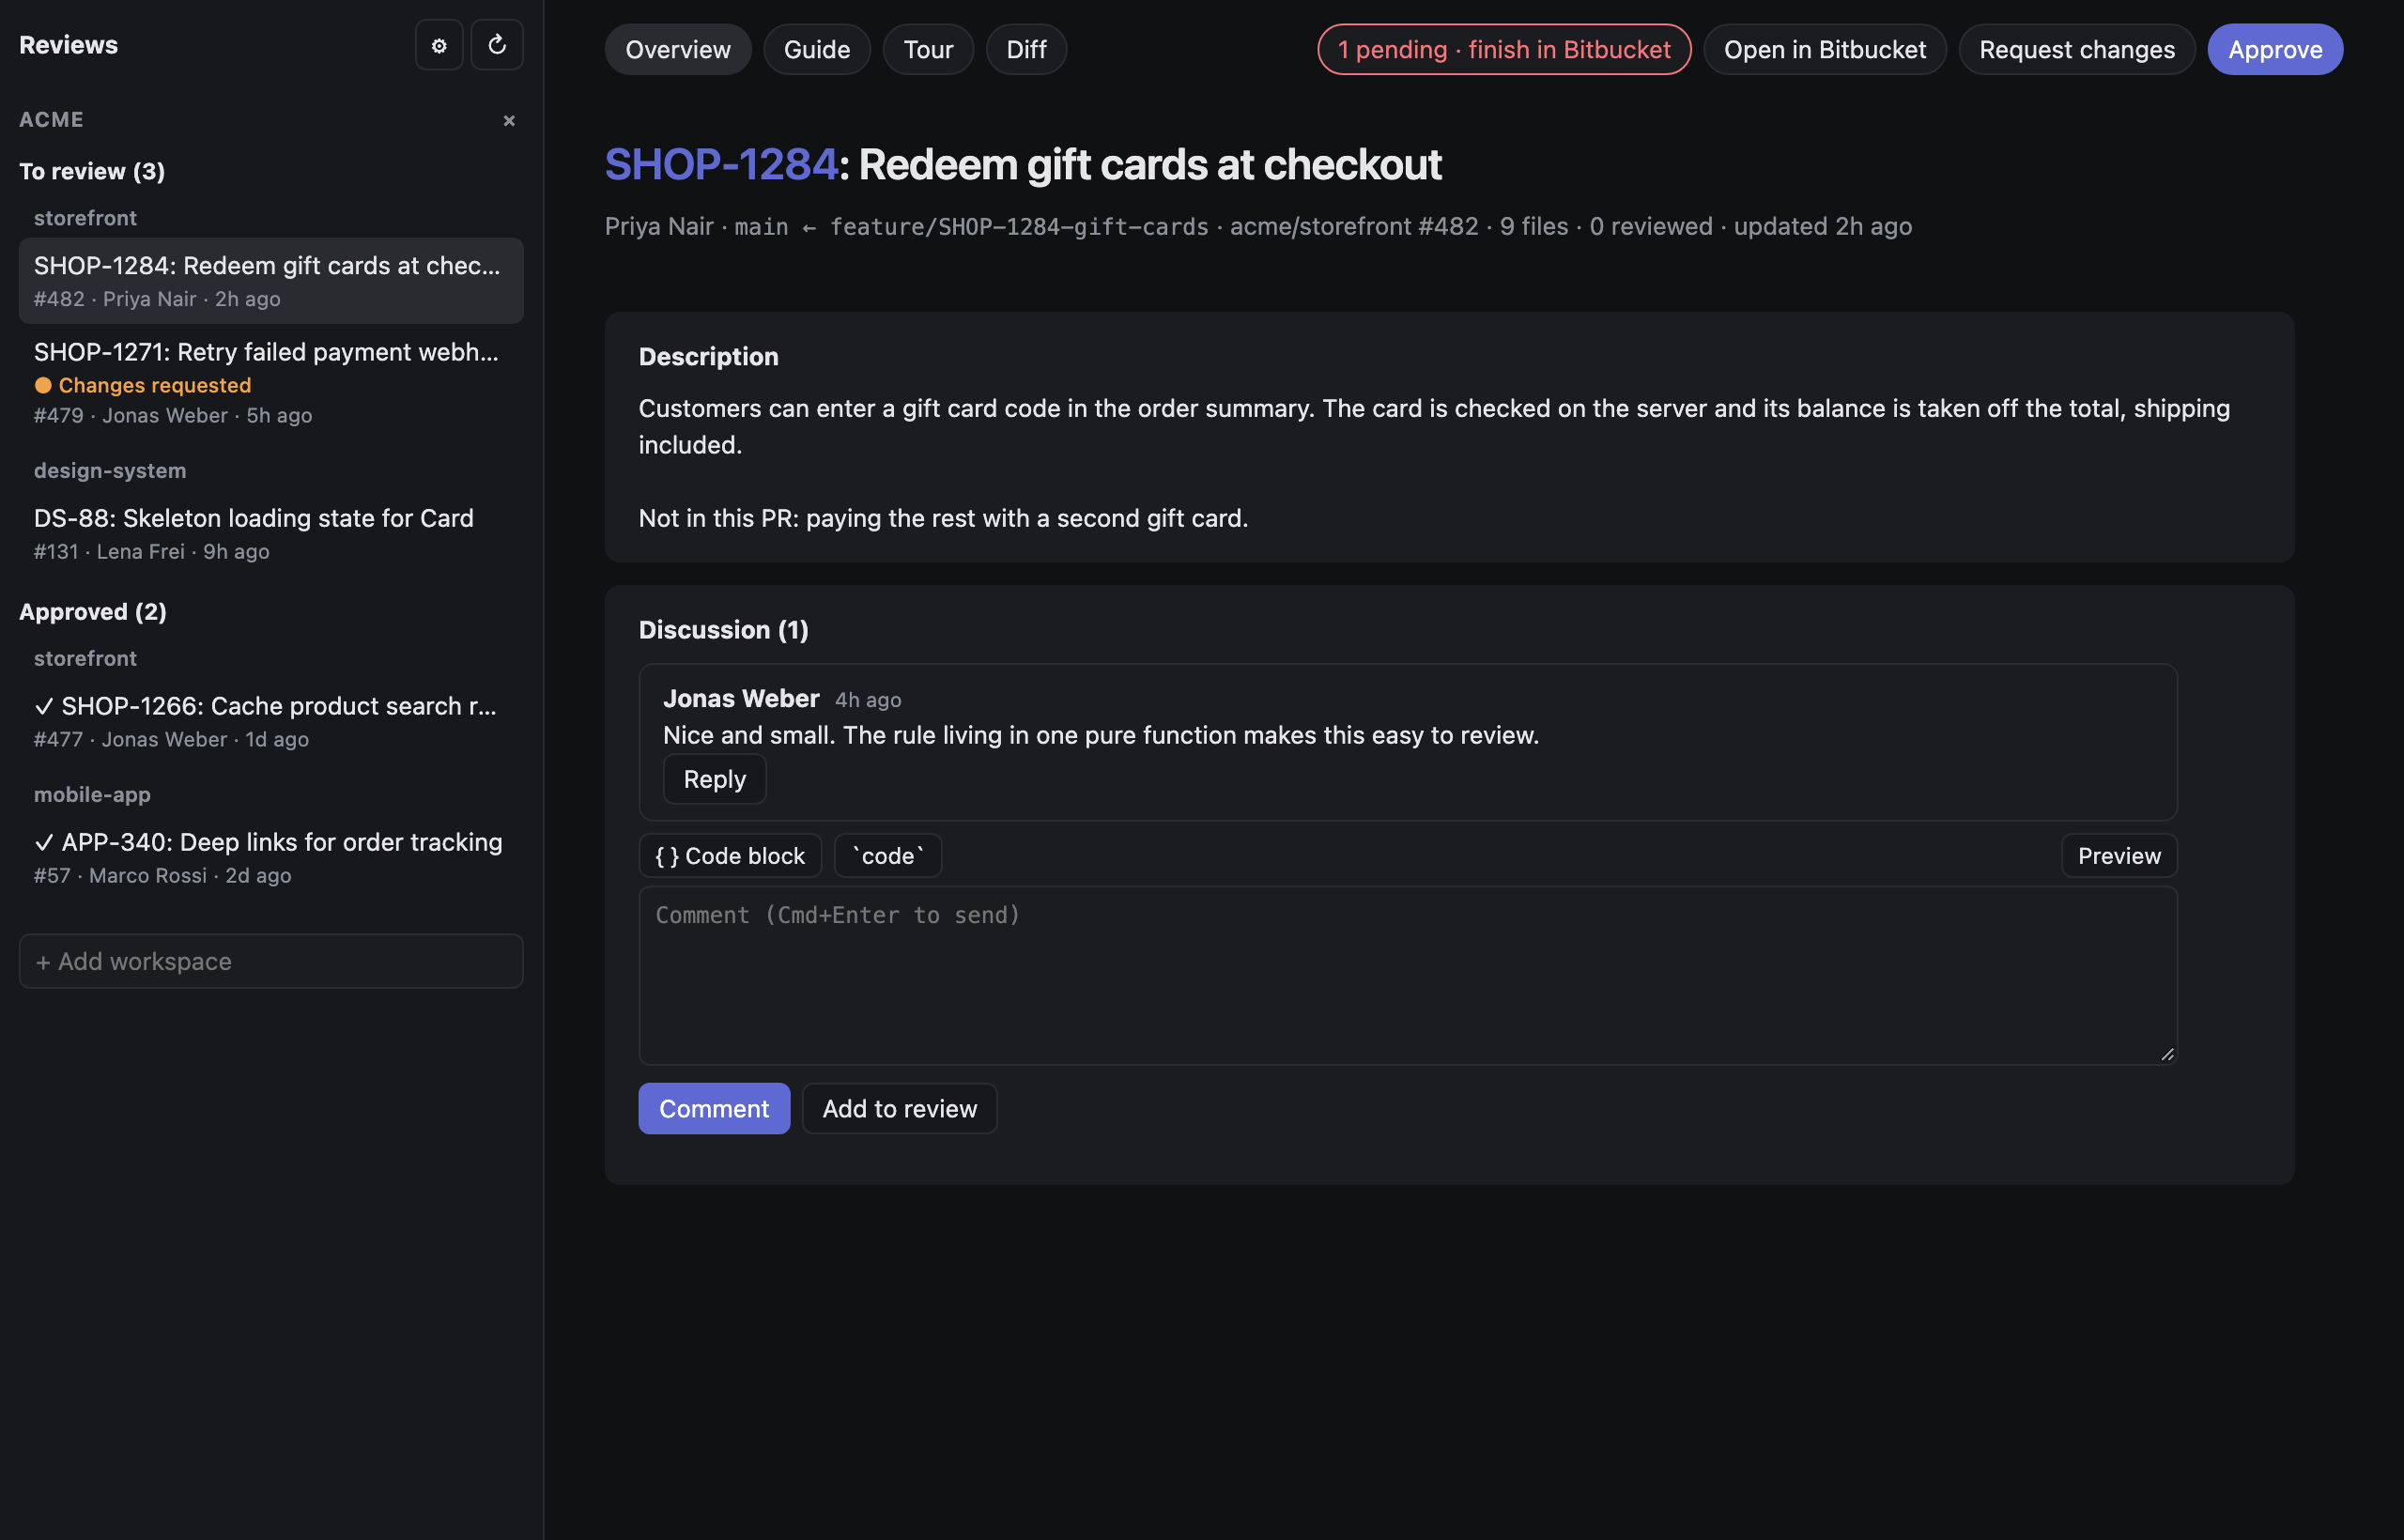 Reviews
ACME
To review (3)
storefront
SHOP-1284: Redeem gift cards at chec...
#482 · Priya Nair · 2h ago
SHOP-1271: Retry failed payment webh...
Changes requested
#479 · Jonas Weber · 5h ago
design-system
DS-88: Skeleton loading state for Card
#131 · Lena Frei · 9h ago
Approved (2)
storefront
✓ SHOP-1266: Cache product search r...
#477 · Jonas Weber · 1d ago
mobile-app
✓ APP-340: Deep links for order tracking
#57 · Marco Rossi · 2d ago
+ Add workspace
Overview Guide Tour Diff 1 pending · finish in Bitbucket Open in Bitbucket Request changes Approve
SHOP-1284: Redeem gift cards at checkout
Priya Nair · main ← feature/SHOP-1284-gift-cards · acme/storefront #482 · 9 files · 0 reviewed · updated 2h ago
Description
Customers can enter a gift card code in the order summary. The card is checked on the server and its balance is taken off the total, shipping
included.
Not in this PR: paying the rest with a second gift card.
Discussion (1)
Jonas Weber 4h ago
Nice and small. The rule living in one pure function makes this easy to review.
Reply
{ } Code block `code` Preview
Comment (Cmd+Enter to send)
Comment Add to review